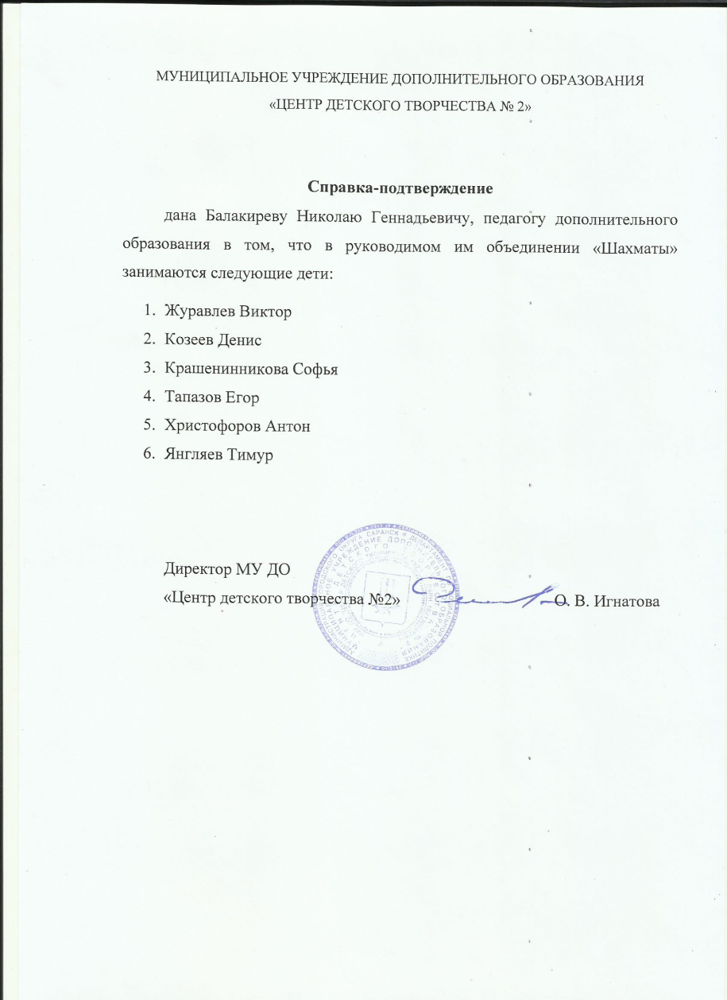 МУНИЦИПАЛЬНОЕ УЧРЕЖДЕНИЕ ДОПОЛНИТЕЛЬНОГО ОБРАЗОВАНИЯ
«ЦЕНТР ДЕТСКОГО ТВОРЧЕСТВА № 2»
Справка-подтверждение
дана Балакиреву Николаю Геннадьевичу, педагогу дополнительного
образования в том, что в руководимом им объединении «Шахматы»
занимаются следующие дети:
1. Журавлев Виктор
2. Козеев Денис
3. Крашенинникова Софья
4. Тапазов Егор
5. Христофоров Антон
6. Янгляев Тимур
Директор МУ ДО
«Центр детского творчества №2» О. В. Игнатова